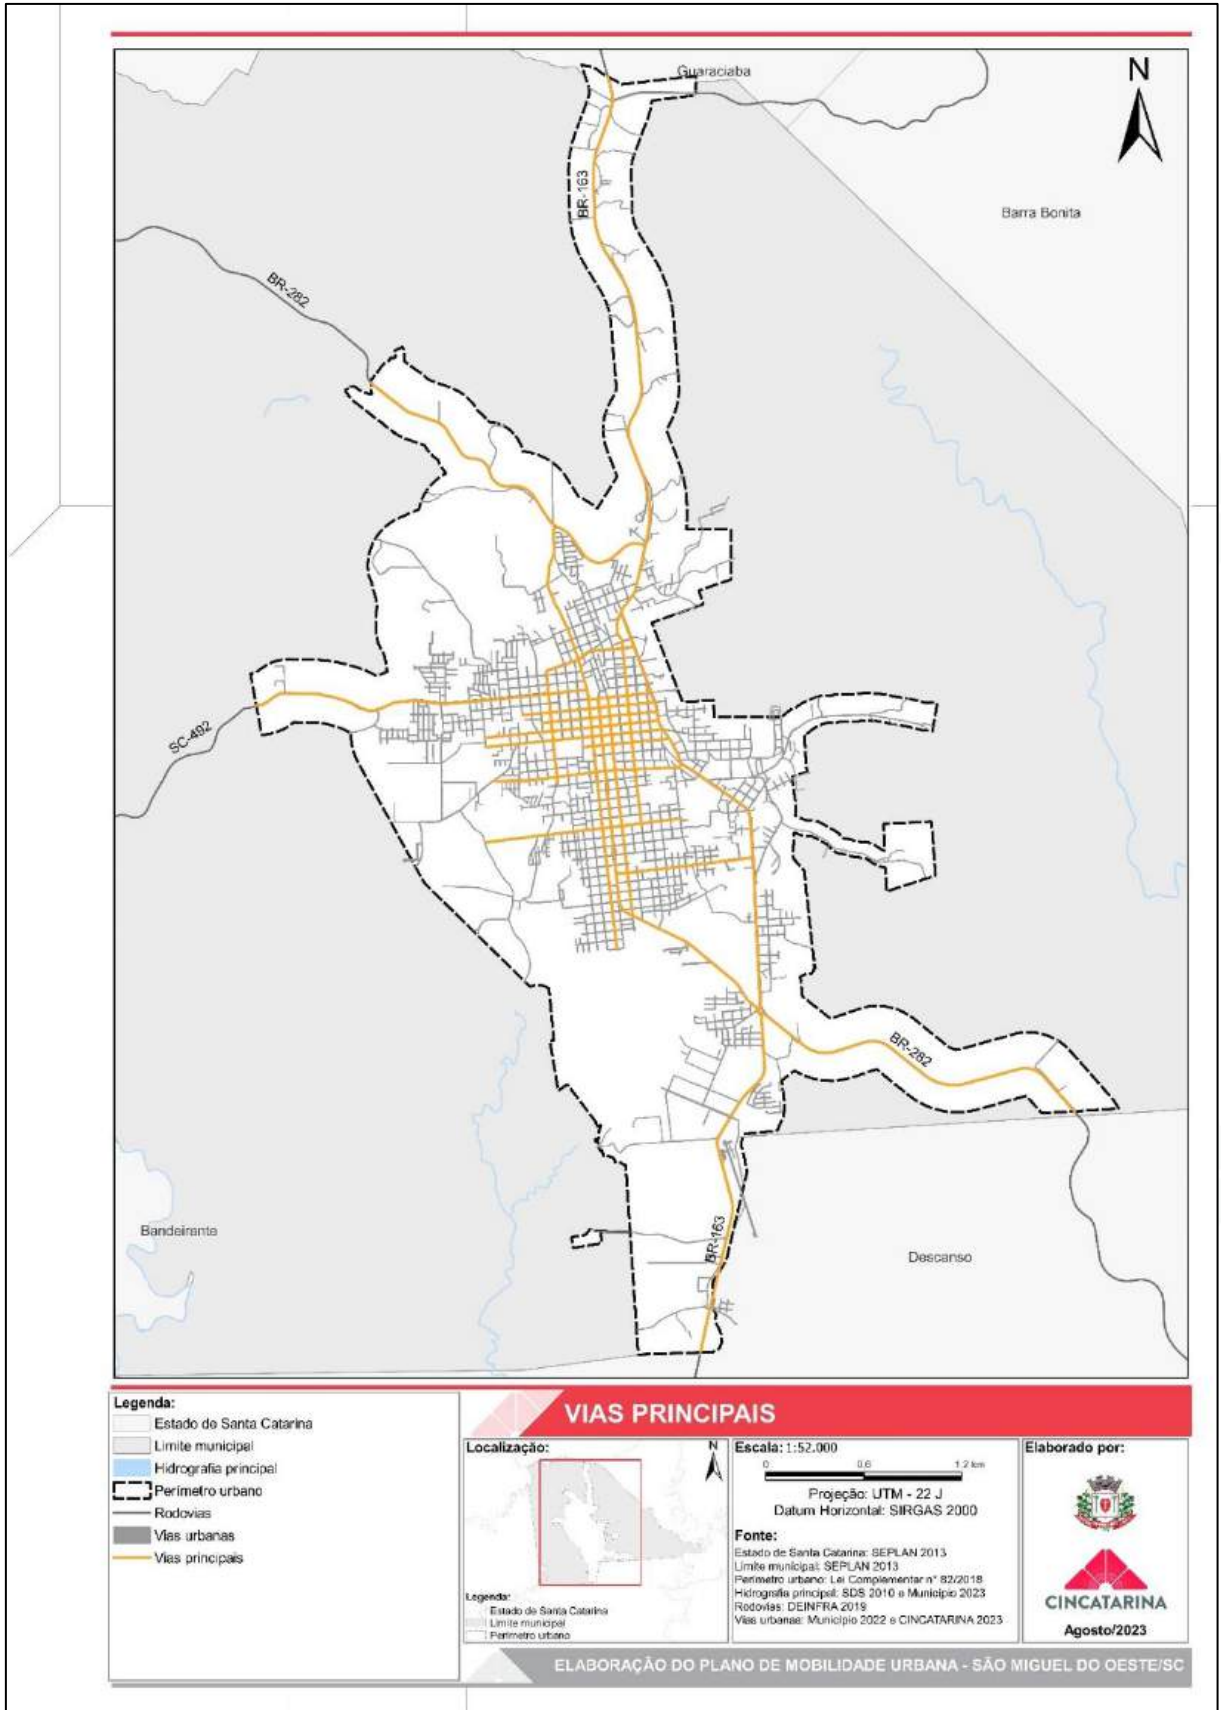 Guaraciaba
N
BR-163
Barra Bonita
BR-282
SC-492
BR-282
Bandeirante
BR-163
Descanso
Legenda:
Estado de Santa Catarina
Limite municipal
Hidrografia principal
Perímetro urbano
Rodovias
Vias urbanas
Vias principais
VIAS PRINCIPAIS
Localização:
N
Legenda:
Estado de Santa Catarina
Limite municipal
Perímetro urbano
Escala: 1:52.000
0 0,6 1,2 km
Projeção: UTM - 22 J
Datum Horizontal: SIRGAS 2000
Fonte:
Estado de Santa Catarina: SEPLAN 2013
Limite municipal: SEPLAN 2013
Perímetro urbano: Lei Complementar n° 82/2018
Hidrografia principal: SDS 2010 e Município 2023
Rodovias: DEINFRA 2019
Vias urbanas: Município 2022 e CINCATARINA 2023
Elaborado por:
CINCATARINA
Agosto/2023
ELABORAÇÃO DO PLANO DE MOBILIDADE URBANA - SÃO MIGUEL DO OESTE/SC